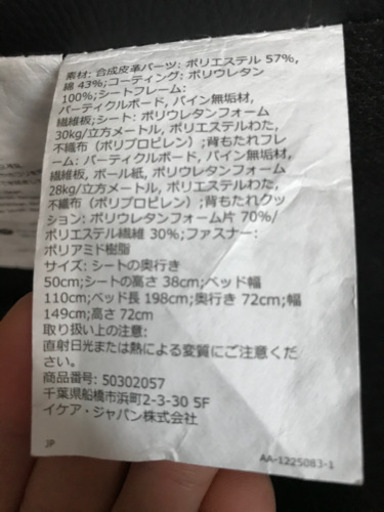 素材: 合成皮革パーツ: ポリエステル 57%,
綿 43%;コーティング: ポリウレタン
100%;シートフレーム:
パーティクルボード, パイン無垢材,
繊維板;シート: ポリウレタンフォーム
30kg/立方メートル, ポリエステルわた,
不織布（ポリプロピレン）;背もたれフレ
ーム: パーティクルボード, パイン無垢材,
繊維板, ボール紙, ポリウレタンフォーム
28kg/立方メートル, ポリエステルわた,
不織布（ポリプロピレン）;背もたれクッ
ション: ポリウレタンフォーム片 70%/
ポリエステル繊維 30%;ファスナー:
ポリアミド樹脂
サイズ: シートの奥行き
50cm;シートの高さ 38cm;ベッド幅
110cm;ベッド長 198cm;奥行き 72cm;幅
149cm;高さ 72cm
取り扱い上の注意:
直射日光または熱による変質にご注意くだ
さい。
商品番号: 50302057
千葉県船橋市浜町2-3-30 5F
イケア・ジャパン株式会社
JP
AA-1225083-1